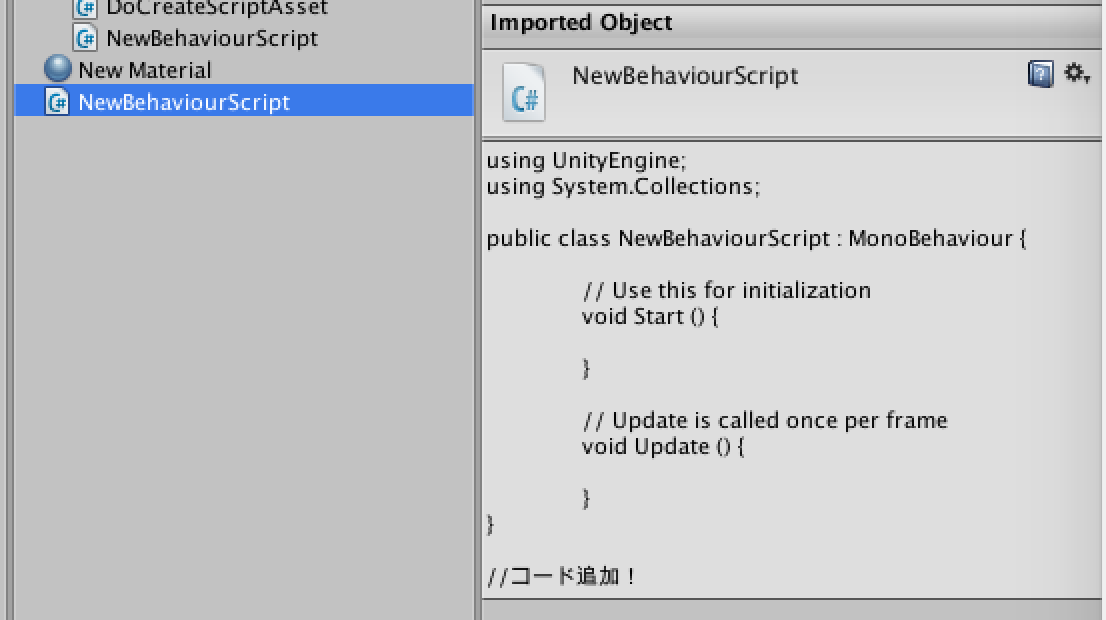 DoCreateScriptAsset
NewBehaviourScript
New Material
NewBehaviourScript
Imported Object
C#
NewBehaviourScript
using UnityEngine;
using System.Collections;
public class NewBehaviourScript : MonoBehaviour {
// Use this for initialization
void Start () {
}
// Update is called once per frame
void Update () {
}
}
//コード追加！